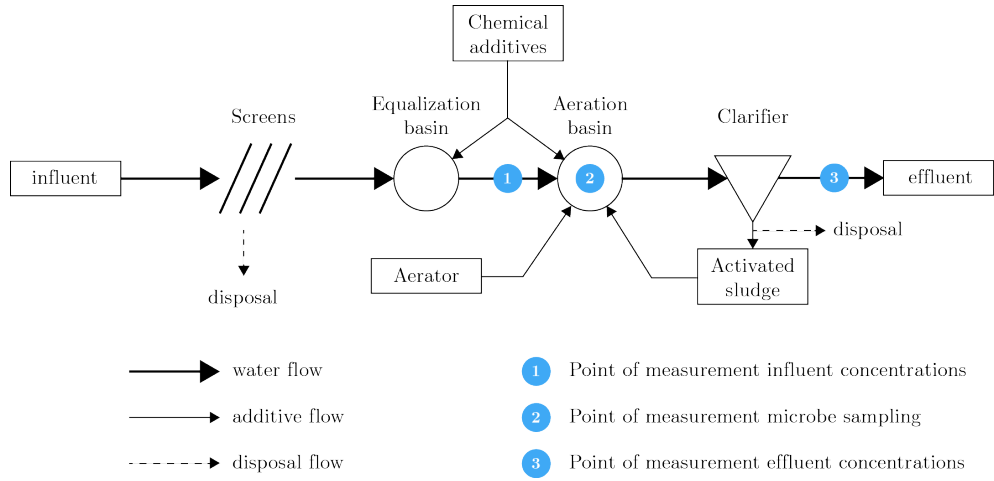 Chemical
additives
Equalization
basin
Aeration
basin
Screens
Clarifier
influent
1
2
3
effluent
disposal
Aerator
Activated
sludge
disposal
water flow
1 Point of measurement influent concentrations
additive flow
2 Point of measurement microbe sampling
disposal flow
3 Point of measurement effluent concentrations